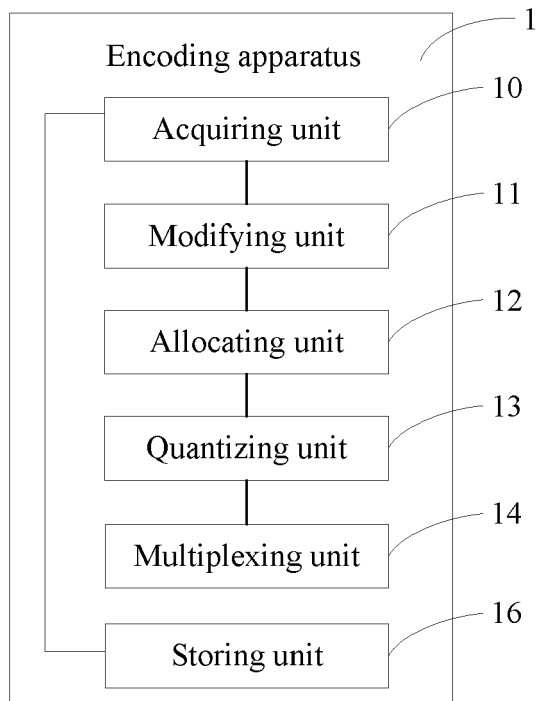 1
Encoding apparatus
10
Acquiring unit
11
Modifying unit
12
Allocating unit
13
Quantizing unit
14
Multiplexing unit
16
Storing unit